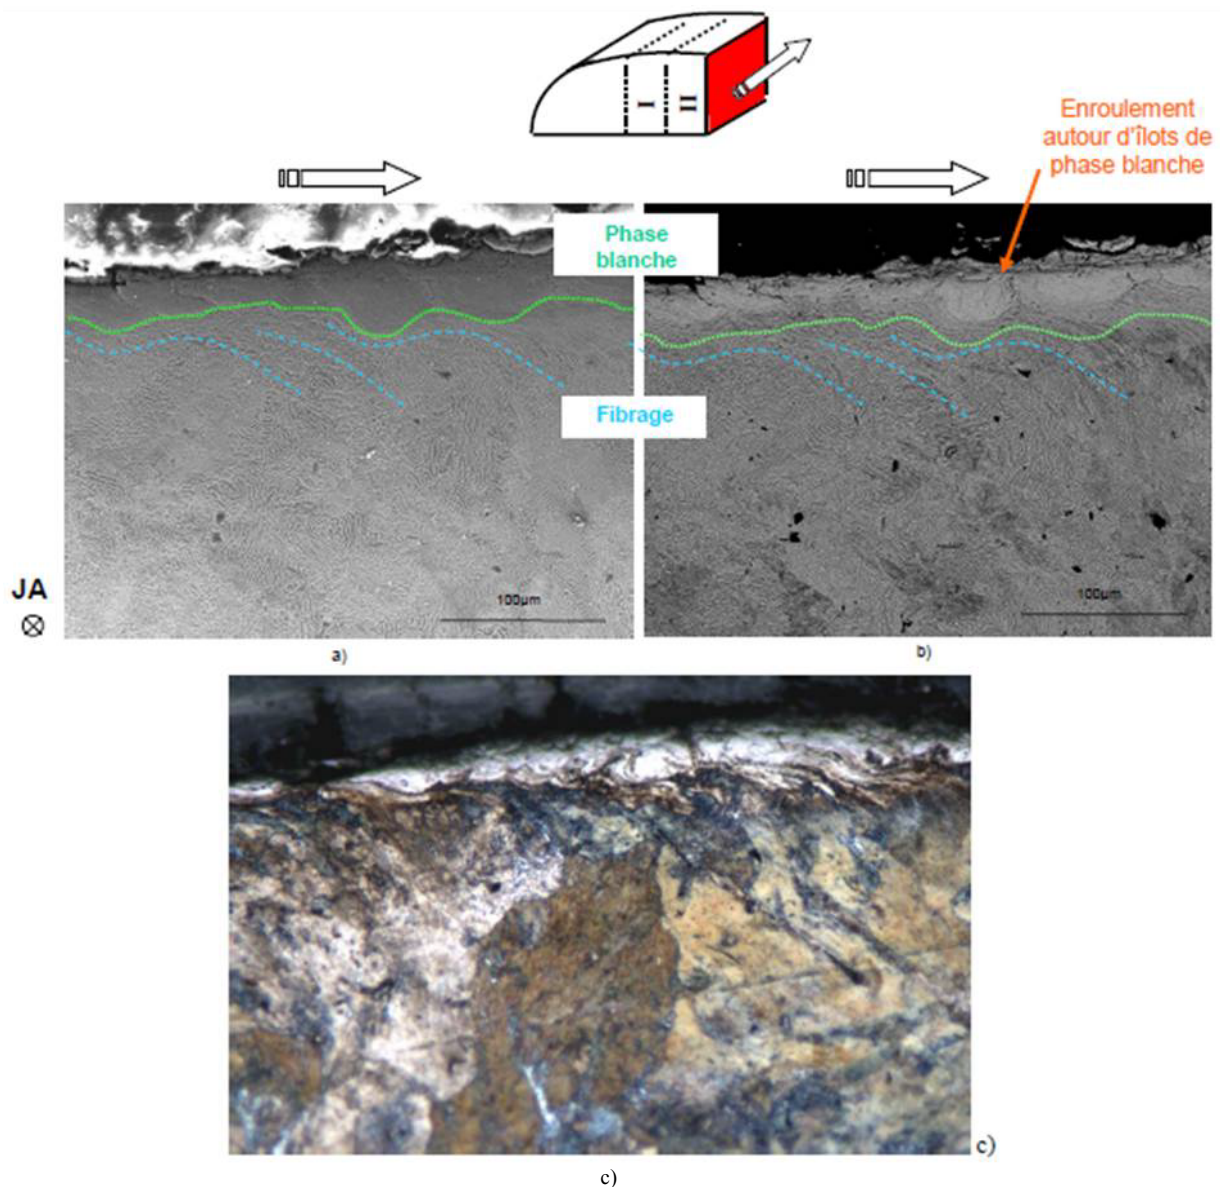 I
II
Enroulement
autour d'îlots de
phase blanche
Phase
blanche
Fibrage
JA
100µm
100µm
a)
b)
c)
c)